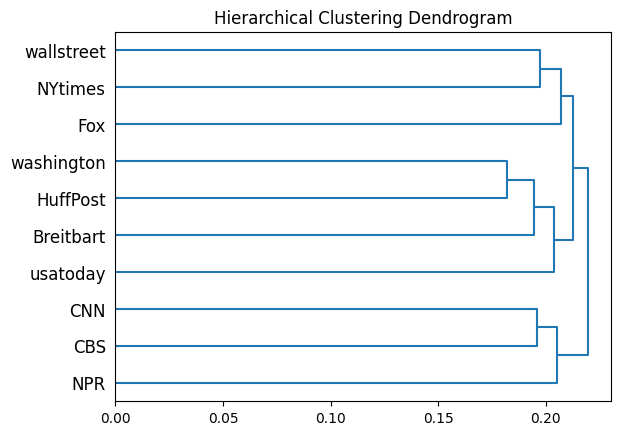 Hierarchical Clustering Dendrogram
wallstreet
NYtimes
Fox
washington
HuffPost
Breitbart
usatoday
CNN
CBS
NPR
0.00 0.05 0.10 0.15 0.20